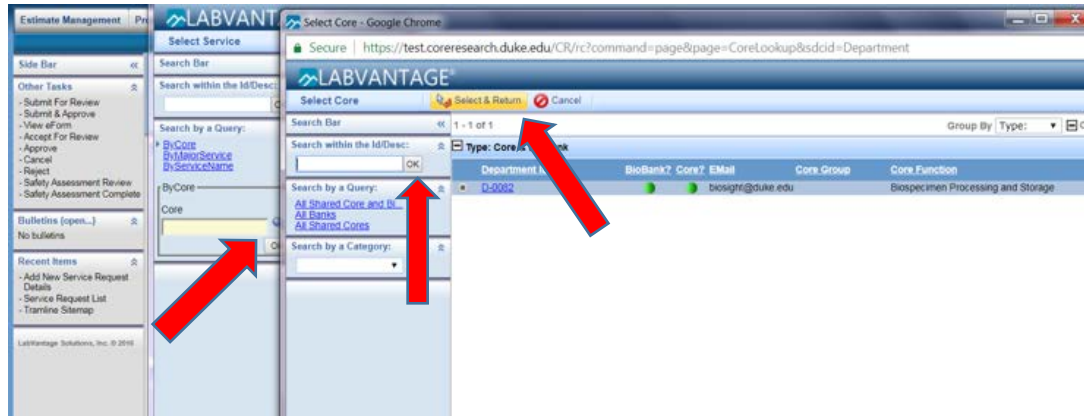 Estimate Management
Side Bar
Other Tasks
- Submit For Review
- Submit & Approve
- View eForm
- Accept For Review
- Approve
- Cancel
- Reject
- Safety Assessment Review
- Safety Assessment Complete
Bulletins (open...)
No bulletins
Recent Items
- Add New Service Request
Details
- Service Request List
- Tramline Sitemap
LabVantage Solutions, Inc. © 2016
LABVANT
Select Service
Search Bar
Search within the Id/Desc:
Search by a Query:
ByCore
ByMajorService
ByServiceName
ByCore
Core
Select Core - Google Chrome
Secure | https://test.coreresearch.duke.edu/CR/rc?command=page&page=CoreLookup&sdcid=Department
LABVANTAGE
Select Core
Select & Return
Cancel
Search Bar
Search within the Id/Desc:
OK
Search by a Query:
All Shared Core and Bi...
All Banks
All Shared Cores
Search by a Category:
1 - 1 of 1
Group By Type:
Type: Core,
Department
BioBank? Core? EMail Core Group Core Function
D-0082 biosight@duke.edu Biospecimen Processing and Storage